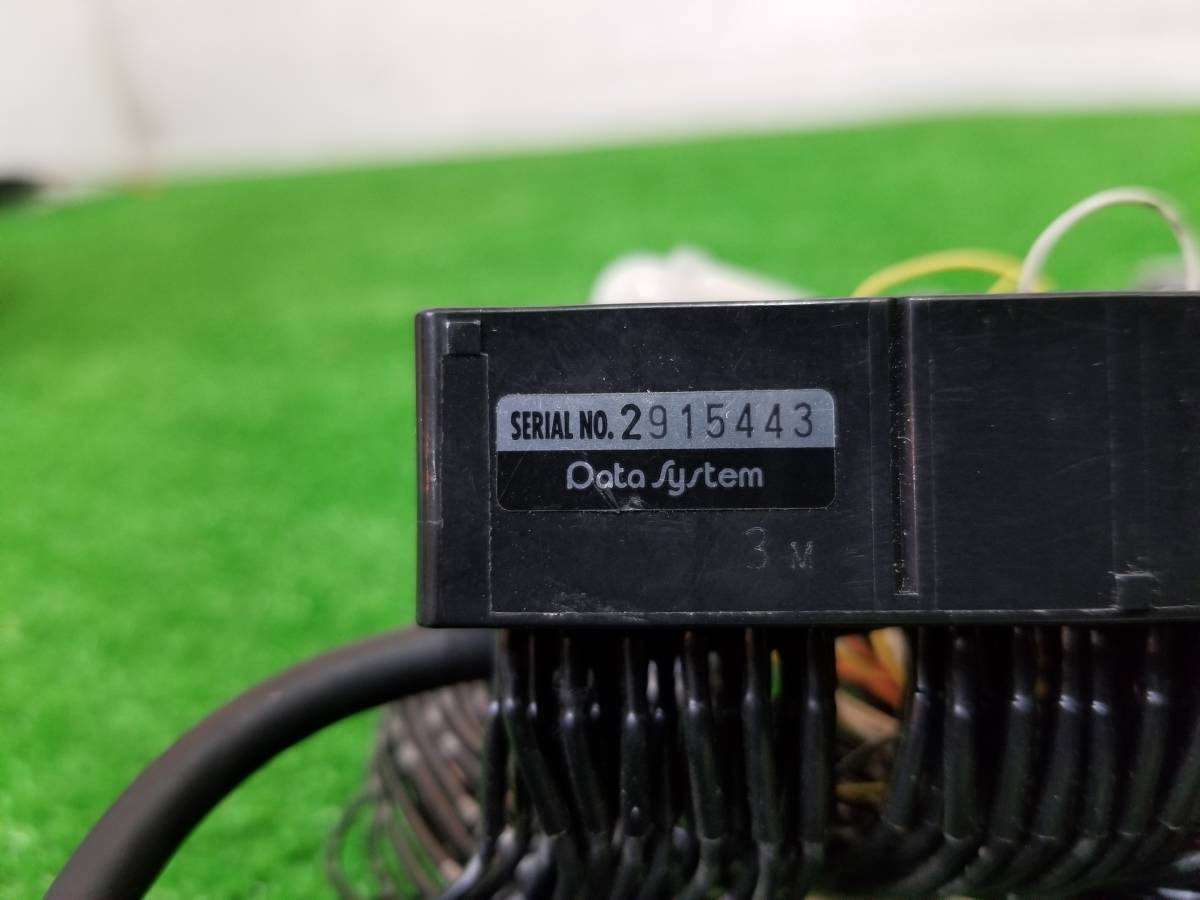 SERIAL NO. 2915443
Data System
3 M